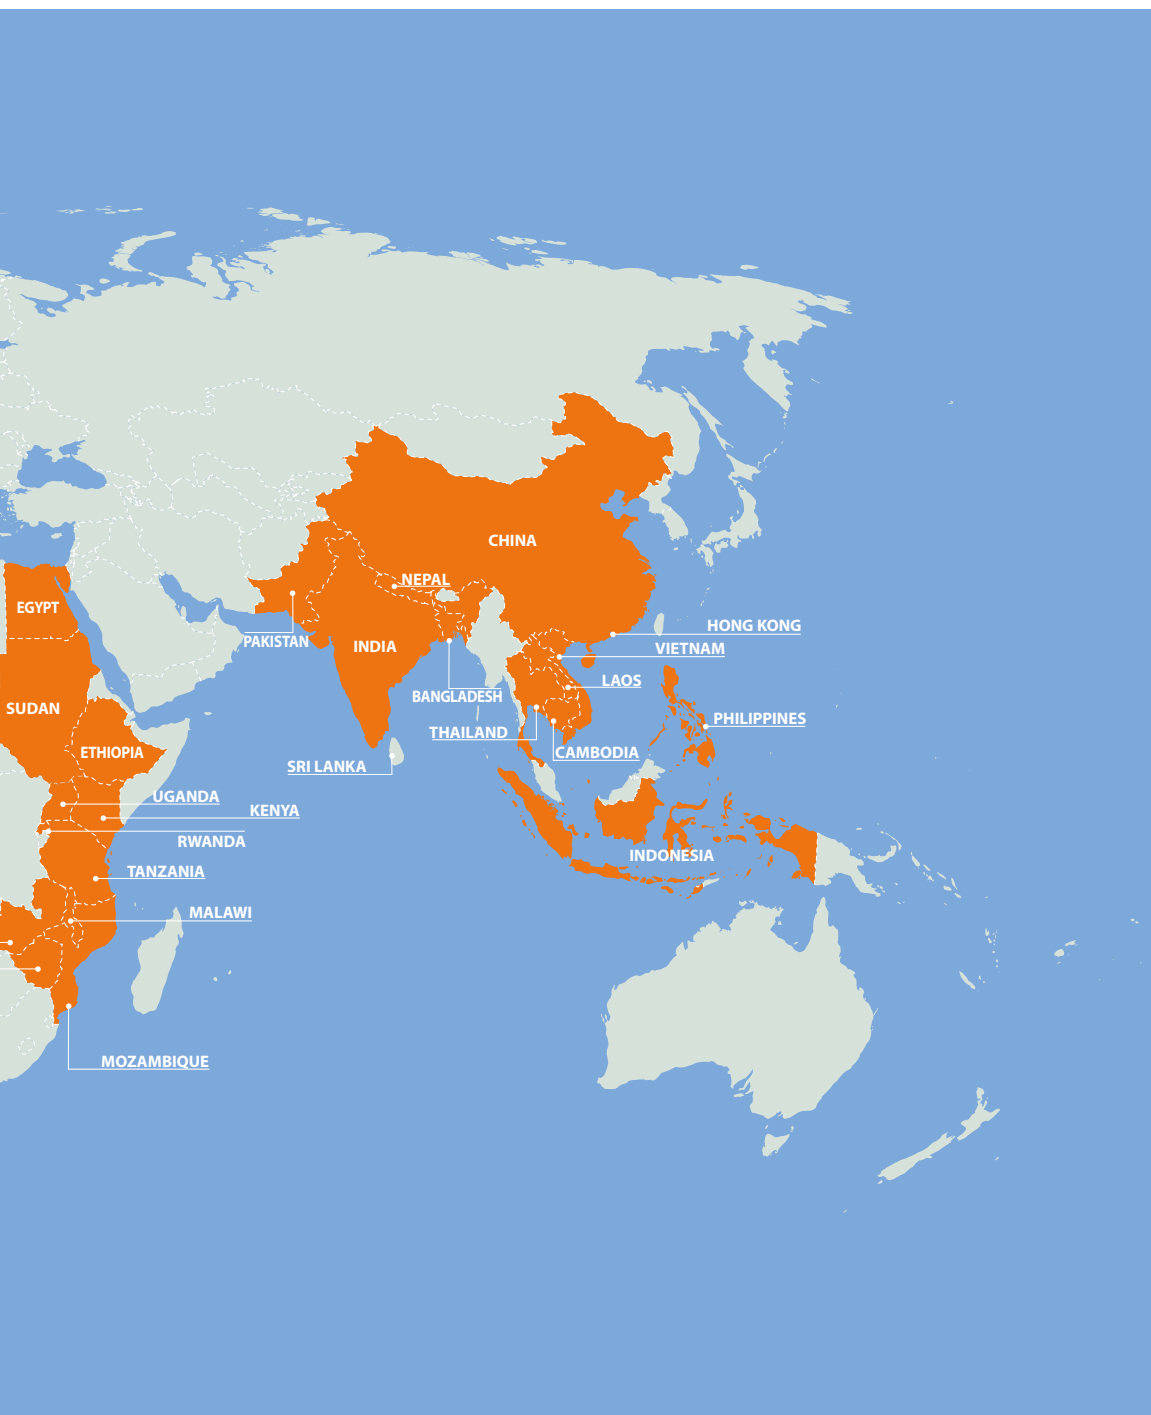 CHINA
NEPAL
EGYPT
HONG KONG
PAKISTAN
INDIA
VIETNAM
LAOS
BANGLADESH
SUDAN
PHILIPPINES
THAILAND
ETHIOPIA
CAMBODIA
SRI LANKA
UGANDA
KENYA
RWANDA
INDONESIA
TANZANIA
MALAWI
MOZAMBIQUE